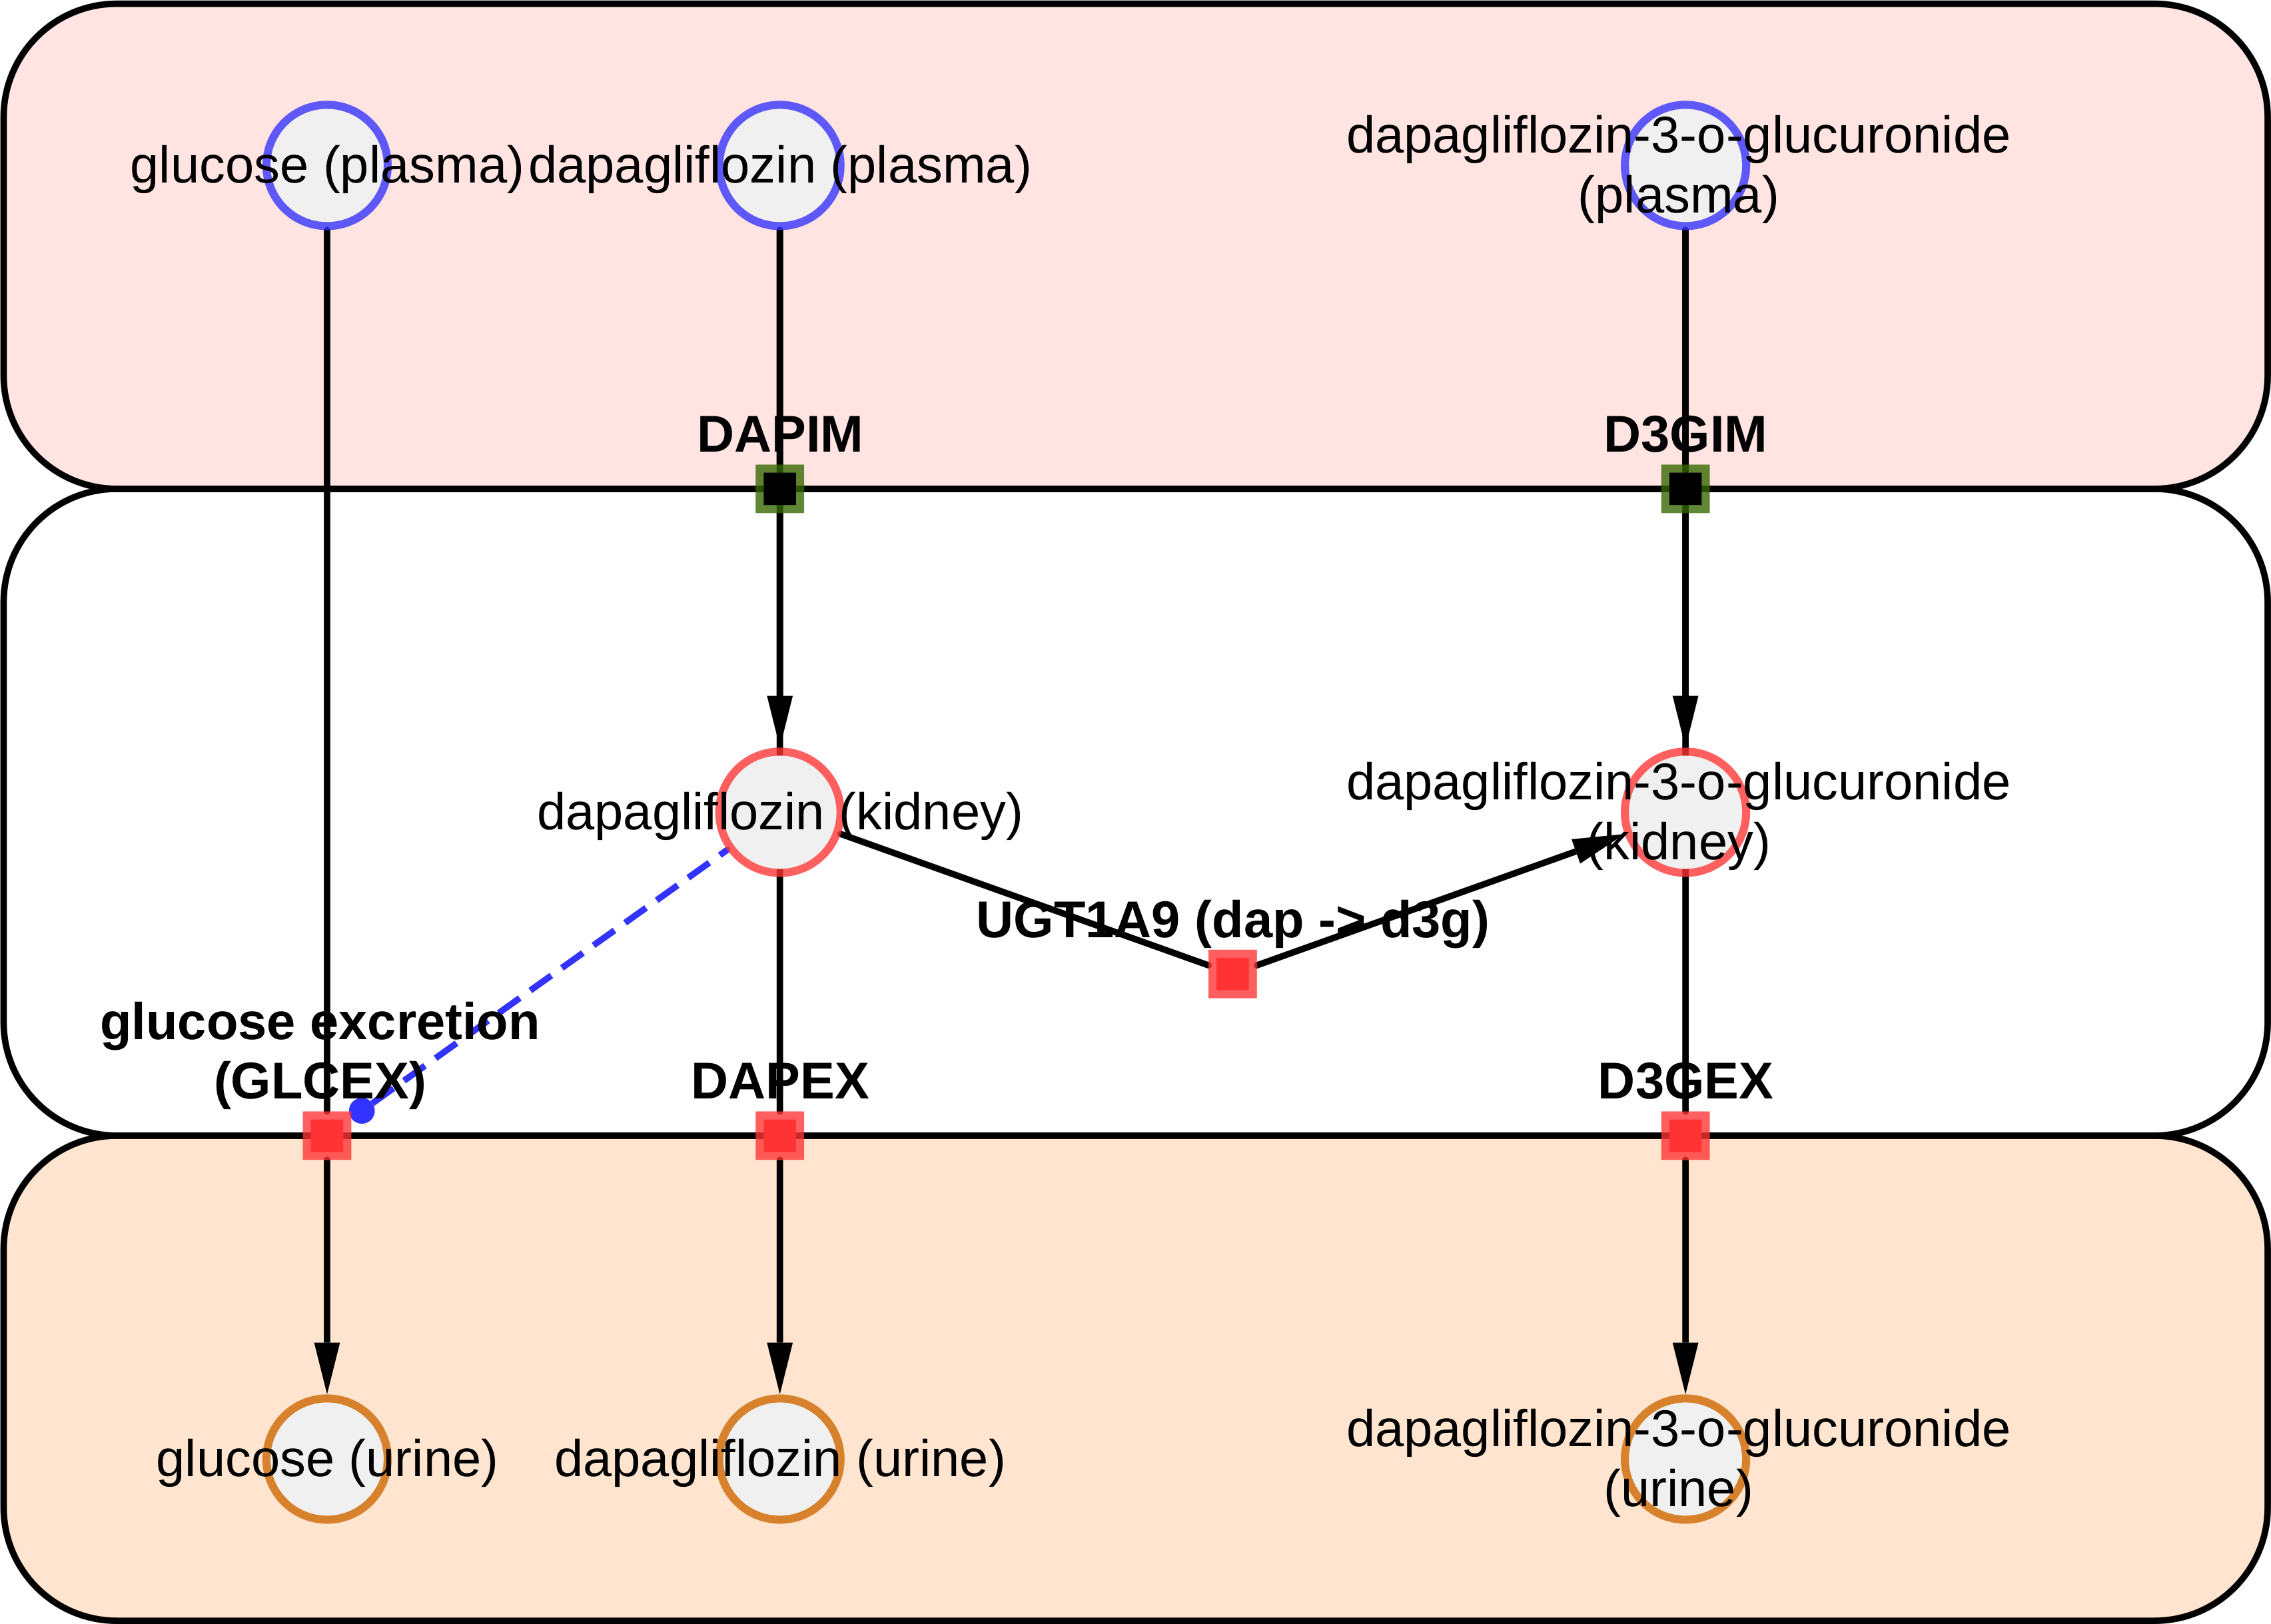 glucose (plasma)
dapagliflozin (plasma)
dapagliflozin-3-o-glucuronide
(plasma)
DAPIM
D3GIM
dapagliflozin (kidney)
dapagliflozin-3-o-glucuronide
(kidney)
UGT1A9 (dap -> d3g)
glucose excretion
(GLCEX)
DAPEX
D3GEX
glucose (urine)
dapagliflozin (urine)
dapagliflozin-3-o-glucuronide
(urine)